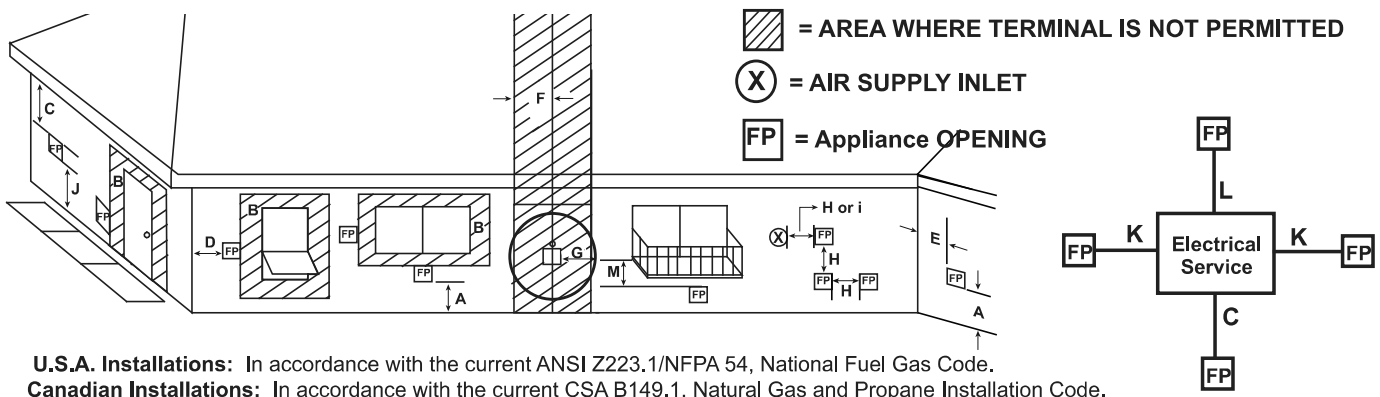 = AREA WHERE TERMINAL IS NOT PERMITTED
X = AIR SUPPLY INLET
FP = Appliance OPENING
C
FP
J
B
FP
D
FP
B
FP
B
FP
A
F
G
M
FP
H or i
X
FP
H
FP
H
FP
E
FP
A
FP
L
FP
K
Electrical
Service
K
FP
C
FP
U.S.A. Installations: In accordance with the current ANSI Z223.1/NFPA 54, National Fuel Gas Code.
Canadian Installations: In accordance with the current CSA B149.1, Natural Gas and Propane Installation Code.